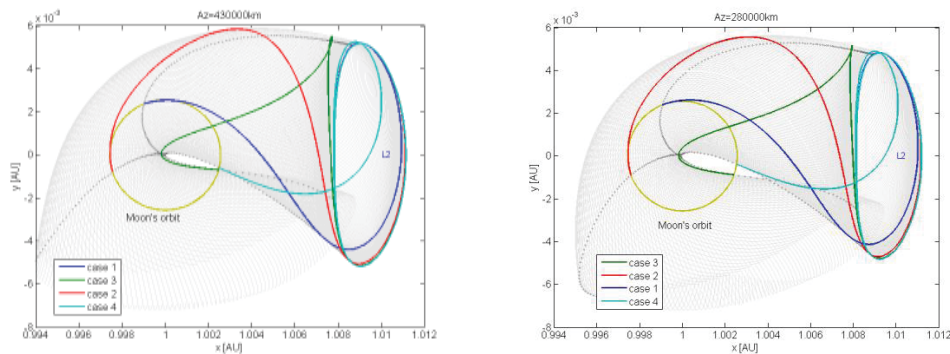 Az=430000km
x 10⁻³
6
4
2
0
-2
-4
-6
-8
y [AU]
L2
Moon's orbit
case 1
case 3
case 2
case 4
0.994 0.996 0.998 1 1.002 1.004 1.006 1.008 1.01 1.012
x [AU]
Az=280000km
x 10⁻³
6
4
2
0
-2
-4
-6
-8
y [AU]
L2
Moon's orbit
case 3
case 2
case 1
case 4
0.994 0.996 0.998 1 1.002 1.004 1.006 1.008 1.01 1.012
x [AU]